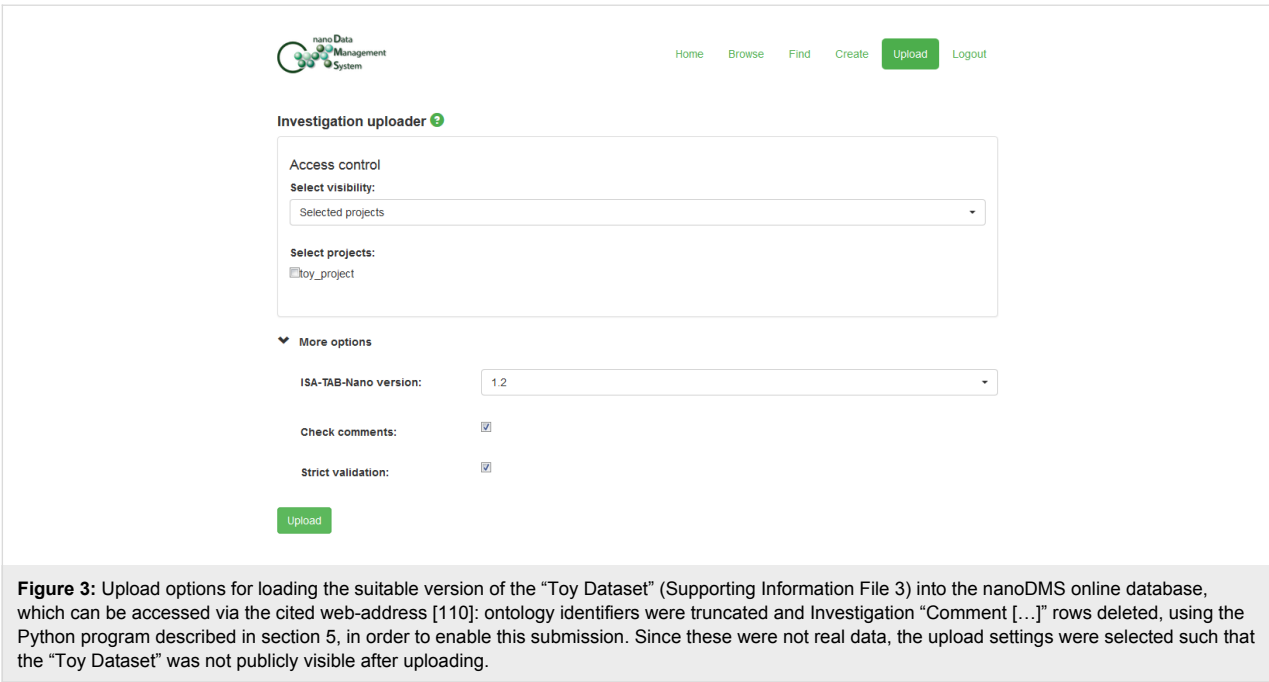 nano Data
Management
System
Home Browse Find Create Upload Logout
Investigation uploader ?
Access control
Select visibility:
Selected projects
Select projects:
toy_project
More options
ISA-TAB-Nano version: 1.2
Check comments:
Strict validation:
Upload
Figure 3: Upload options for loading the suitable version of the “Toy Dataset” (Supporting Information File 3) into the nanoDMS online database,
which can be accessed via the cited web-address [110]: ontology identifiers were truncated and Investigation “Comment […]” rows deleted, using the
Python program described in section 5, in order to enable this submission. Since these were not real data, the upload settings were selected such that
the “Toy Dataset” was not publicly visible after uploading.